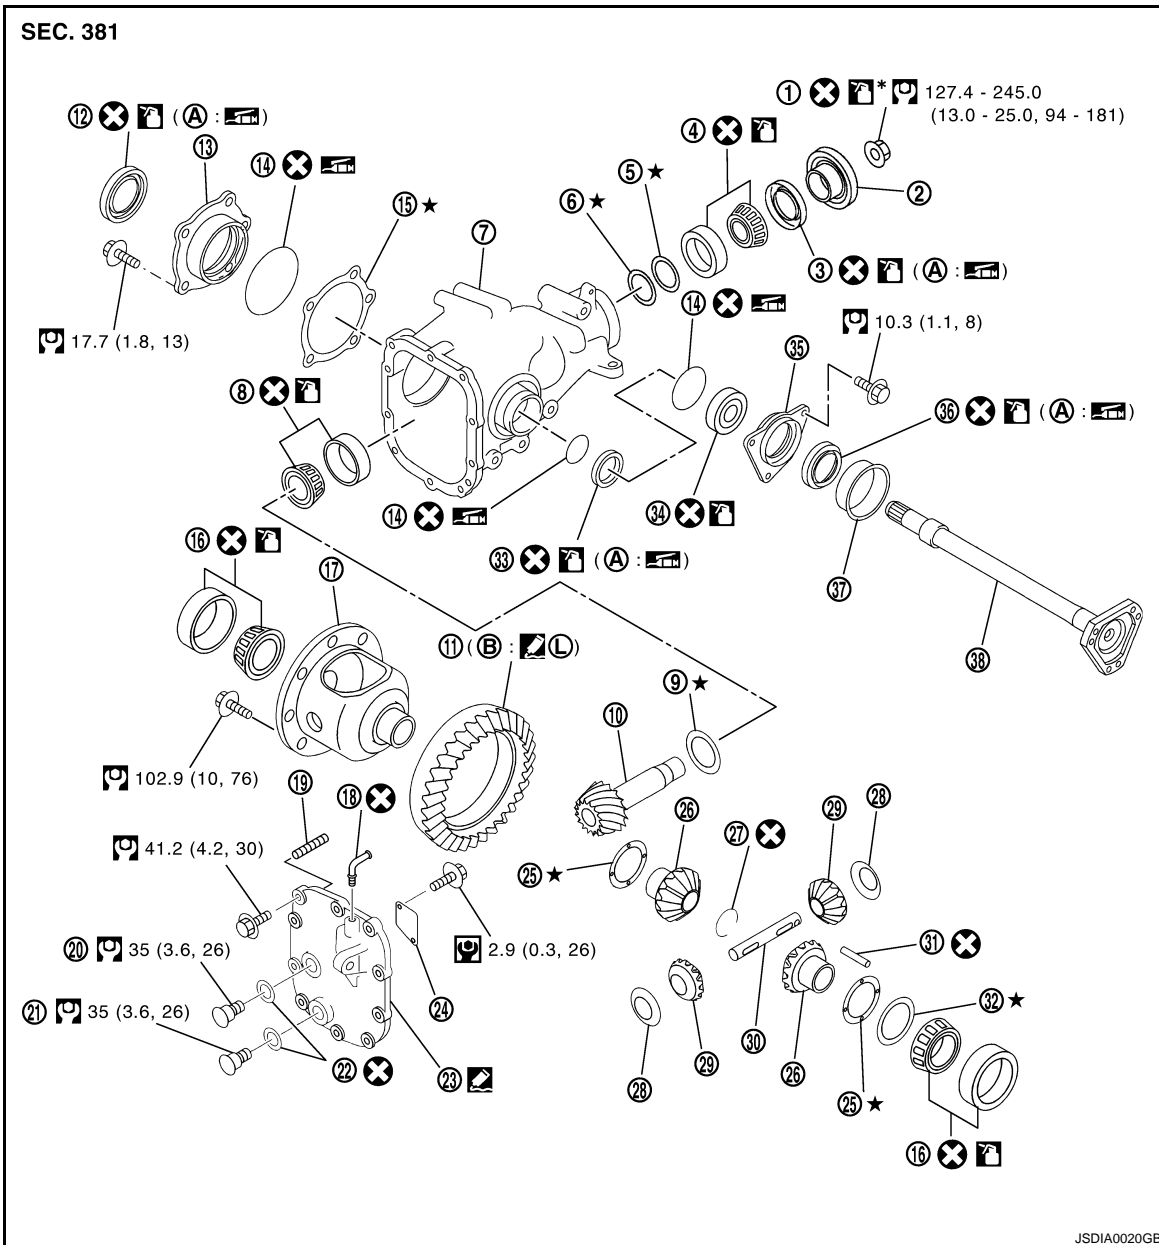 SEC. 381
1 * 127.4 - 245.0
(13.0 - 25.0, 94 - 181)
12 (A : )
4
13
14
5 ★
2
15 ★
6 ★
7
3 (A : )
14
10.3 (1.1, 8)
17.7 (1.8, 13)
35
8
36 (A : )
14
34
16
33 (A : )
17
37
11 ( B : L )
38
9 ★
10
102.9 (10, 76)
19
18
26
29
28
27
41.2 (4.2, 30)
25 ★
31
20 35 (3.6, 26)
2.9 (0.3, 26)
32 ★
24
21 35 (3.6, 26)
30
22
23
29
26
28
25 ★
16
JSDIA0020GB